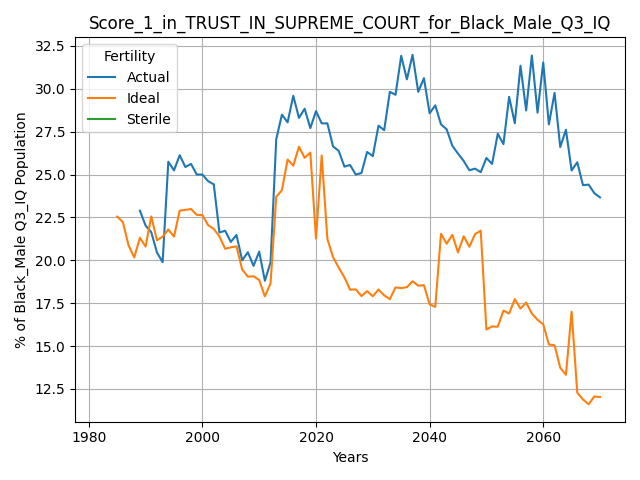 Score_1_in_TRUST_IN_SUPREME_COURT_for_Black_Male_Q3_IQ
Fertility
Actual
Ideal
Sterile
% of Black_Male Q3_IQ Population
32.5
30.0
27.5
25.0
22.5
20.0
17.5
15.0
12.5
1980
2000
2020
2040
2060
Years